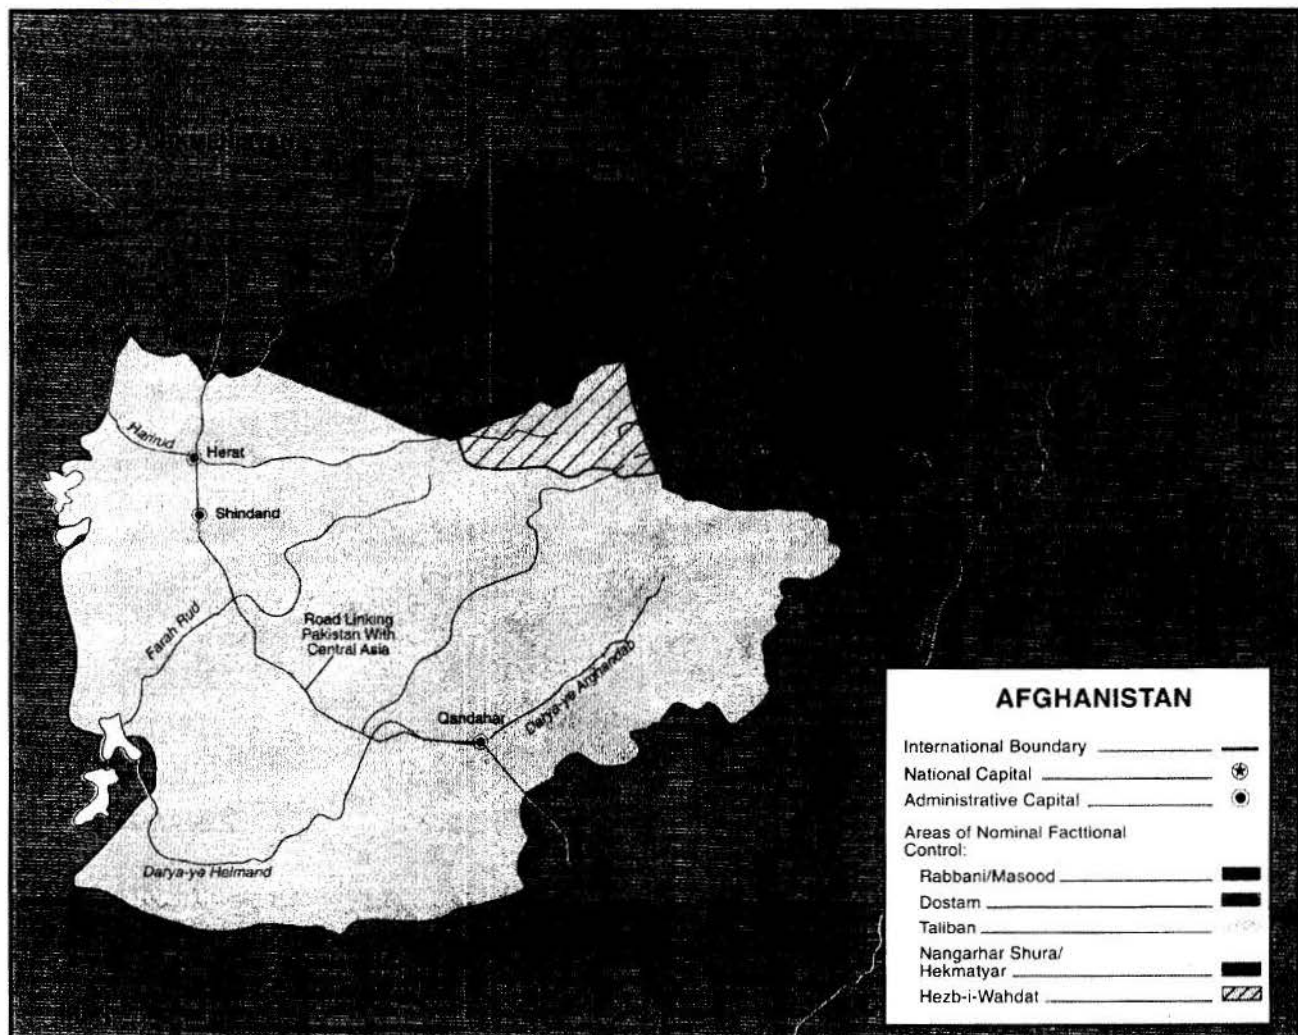 Harirud
Herat
Shindand
Farah Rud
Road Linking
Pakistan With
Central Asia
Qandahar
Darya-ye Arghandab
Darya-ye Helmand
AFGHANISTAN
International Boundary
National Capital
Administrative Capital
Areas of Nominal Facttional
Control:
Rabbani/Masood
Dostam
Taliban
Nangarhar Shura/
Hekmatyar
Hezb-i-Wahdat